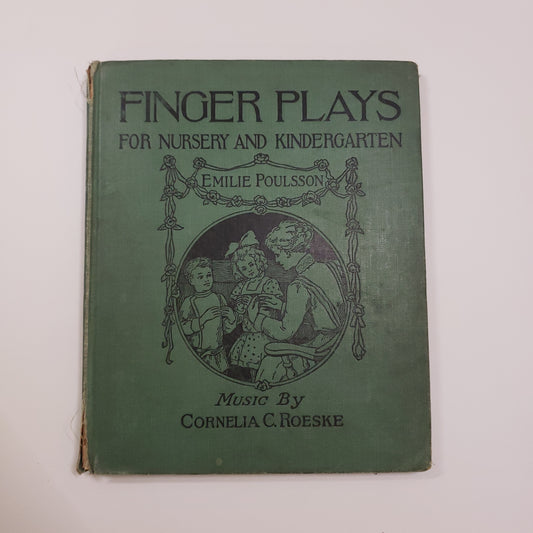 FINGER PLAYS
FOR NURSERY AND KINDERGARTEN
EMILIE POULSSON
MUSIC BY
CORNELIA C. ROESKE